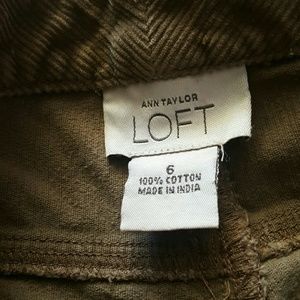 ANN TAYLOR
LOFT
6
100% COTTON
MADE IN INDIA